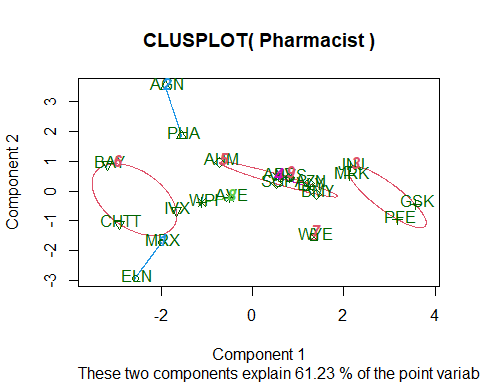 CLUSPLOT( Pharmacist )
Component 2
3
2
1
0
-1
-2
-3
AGN
PHA
BAY
AHM
JNJ
MRK
GSK
PFE
WPI
AVE
IVX
CHTT
MRX
ELN
WYE
-2
0
2
4
Component 1
These two components explain 61.23 % of the point variab